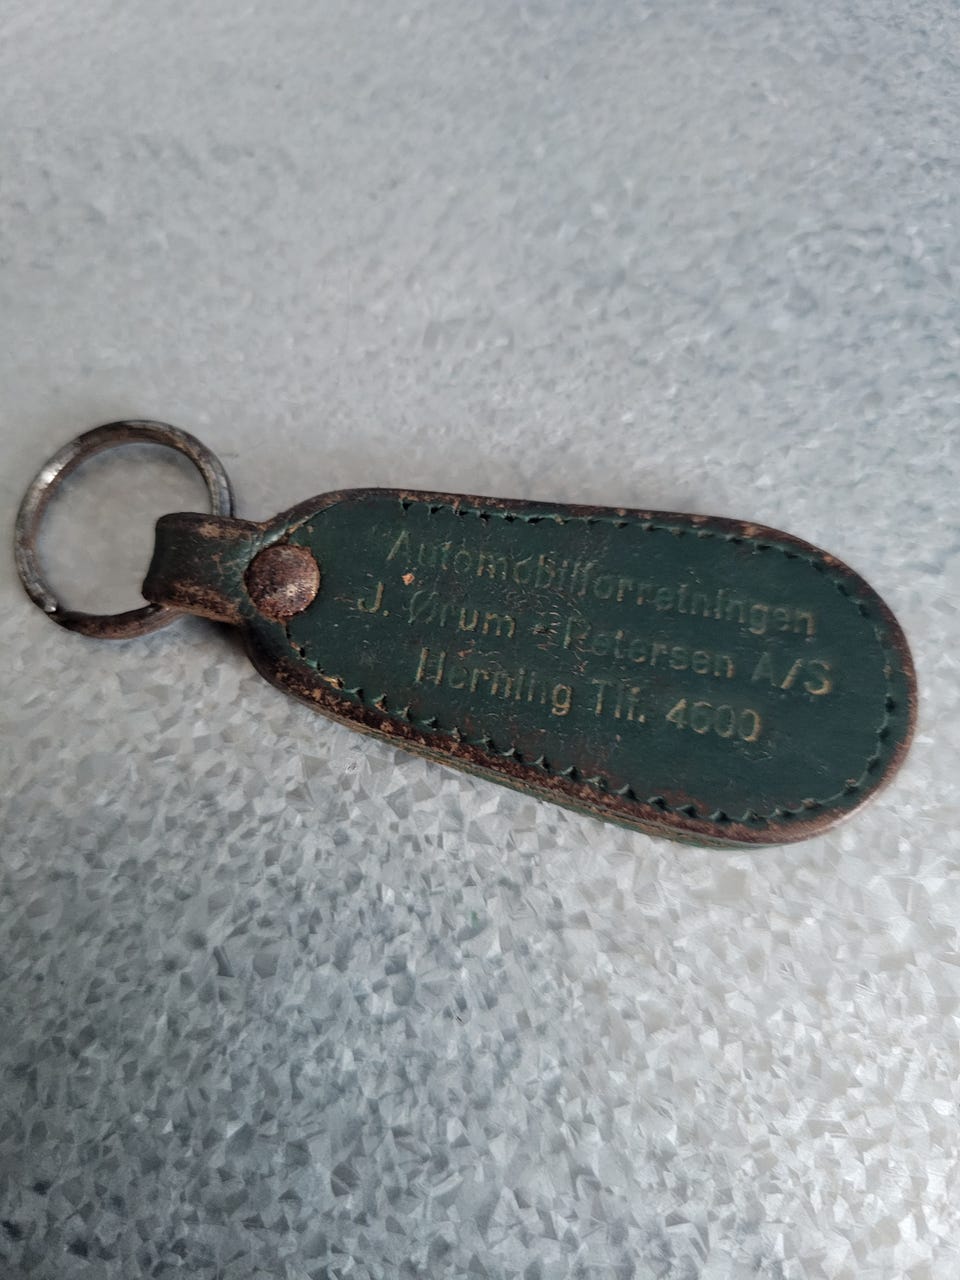 Automobilforretningen
J. Ørum - Petersen A/S
Herning Tlf. 4600